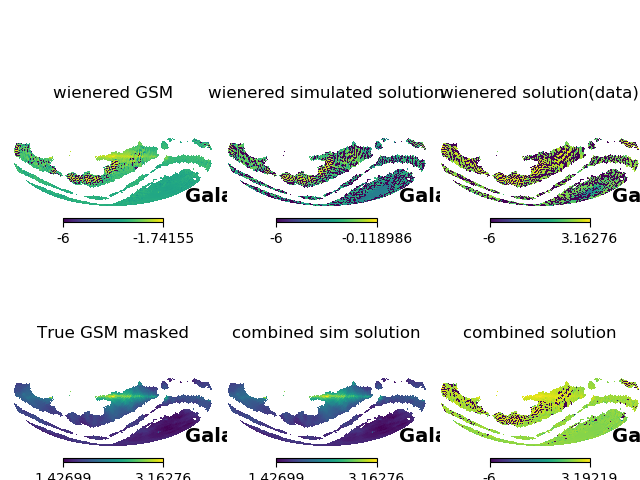 wienered GSM wienered simulated solution wienered solution(data)
Gala Gala Ga
-6 -1.74155 -6 -0.118986 -6 3.16276
True GSM masked combined sim solution combined solution
Gala Gala Ga
1.42699 3.16276 1.42699 3.16276 -6 3.19219